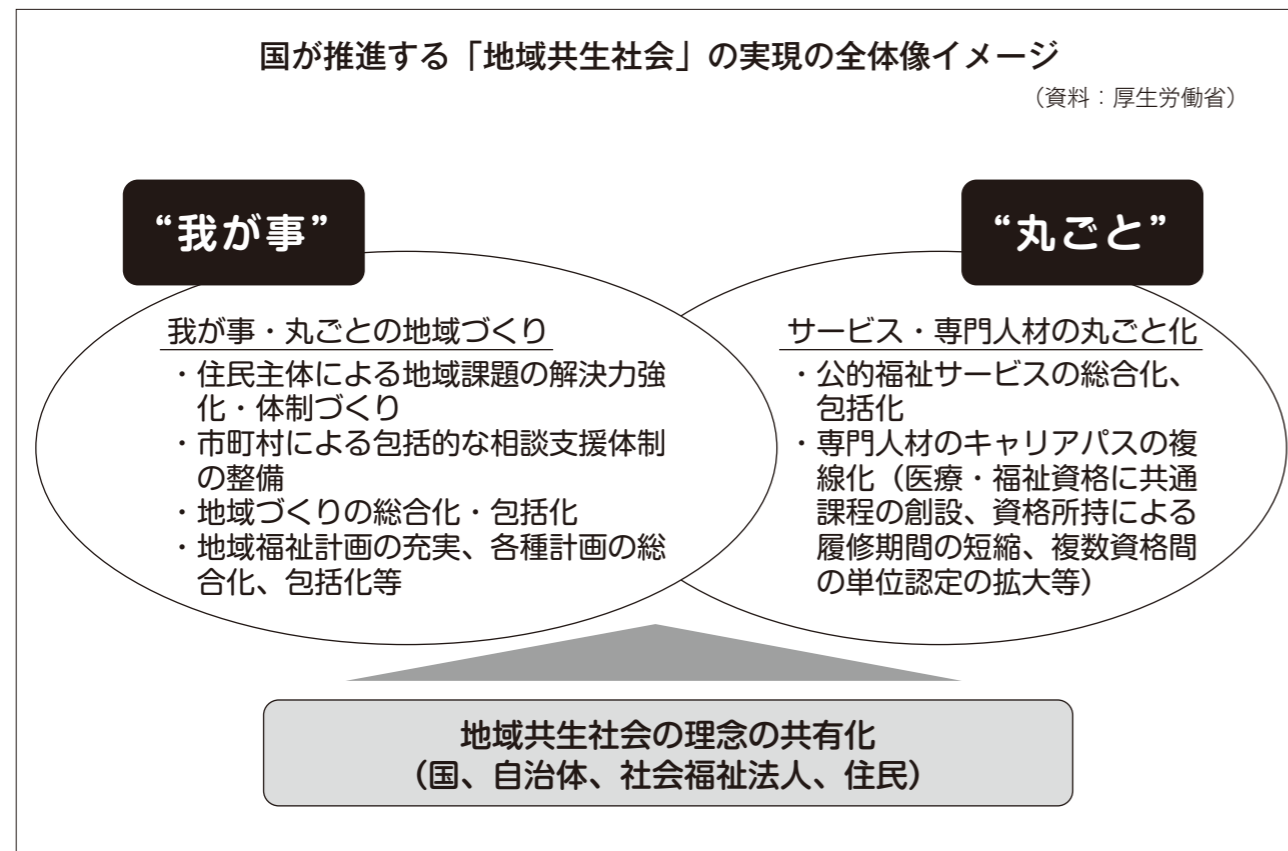 国が推進する「地域共生社会」の実現の全体像イメージ
（資料：厚生労働省）
“我が事”
我が事・丸ごとの地域づくり
・住民主体による地域課題の解決力強
化・体制づくり
・市町村による包括的な相談支援体制
の整備
・地域づくりの総合化・包括化
・地域福祉計画の充実、各種計画の総
合化、包括化等
“丸ごと”
サービス・専門人材の丸ごと化
・公的福祉サービスの総合化、
包括化
・専門人材のキャリアパスの複
線化（医療・福祉資格に共通
課程の創設、資格所持による
履修期間の短縮、複数資格間
の単位認定の拡大等）
地域共生社会の理念の共有化
（国、自治体、社会福祉法人、住民）